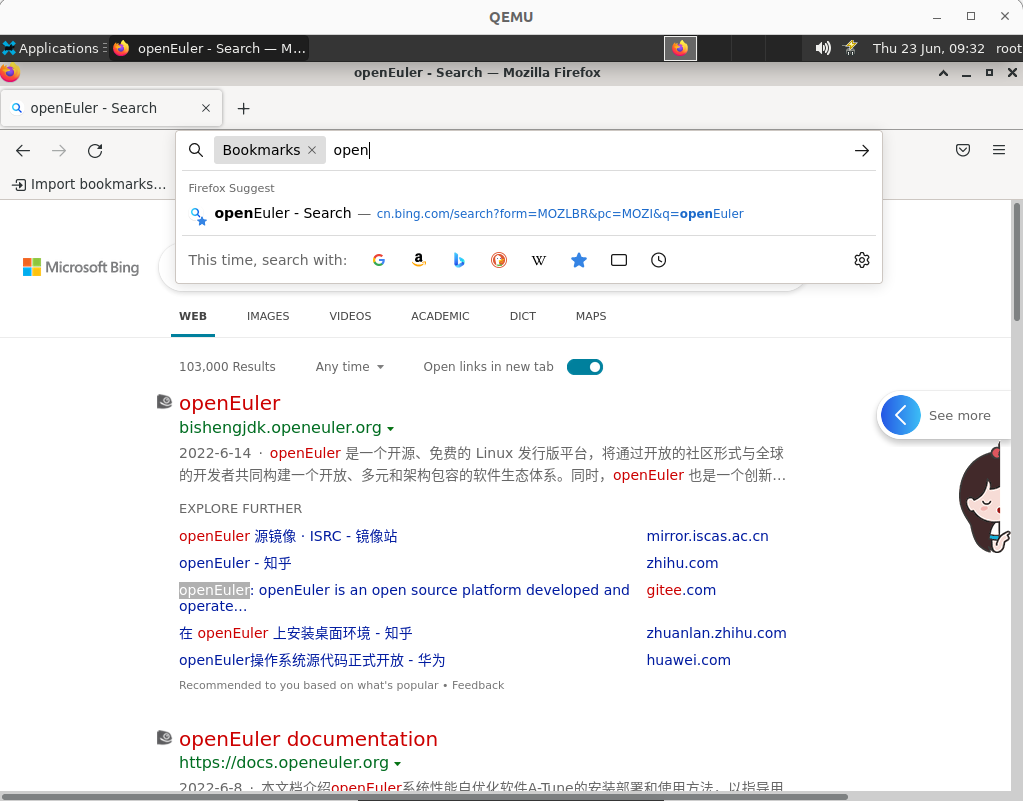 QEMU
Applications
openEuler - Search — M...
Thu 23 Jun, 09:32 root
openEuler - Search — Mozilla Firefox
openEuler - Search
Bookmarks open
Import bookmarks...
Firefox Suggest
openEuler - Search — cn.bing.com/search?form=MOZLBR&pc=MOZI&q=openEuler
This time, search with:
Microsoft Bing
WEB IMAGES VIDEOS ACADEMIC DICT MAPS
103,000 Results Any time Open links in new tab
openEuler
bishengjdk.openeuler.org
See more
2022-6-14 · openEuler 是一个开源、免费的 Linux 发行版平台，将通过开放的社区形式与全球
的开发者共同构建一个开放、多元和架构包容的软件生态体系。同时，openEuler 也是一个创新...
EXPLORE FURTHER
openEuler 源镜像 · ISRC - 镜像站 mirror.iscas.ac.cn
openEuler - 知乎 zhihu.com
openEuler: openEuler is an open source platform developed and gitee.com
operate...
在 openEuler 上安装桌面环境 - 知乎 zhuanlan.zhihu.com
openEuler操作系统源代码正式开放 - 华为 huawei.com
Recommended to you based on what's popular • Feedback
openEuler documentation
https://docs.openeuler.org
2022-6-8 · 本文档介绍openEuler系统性能自优化软件A-Tune的安装部署和使用方法，以指导用